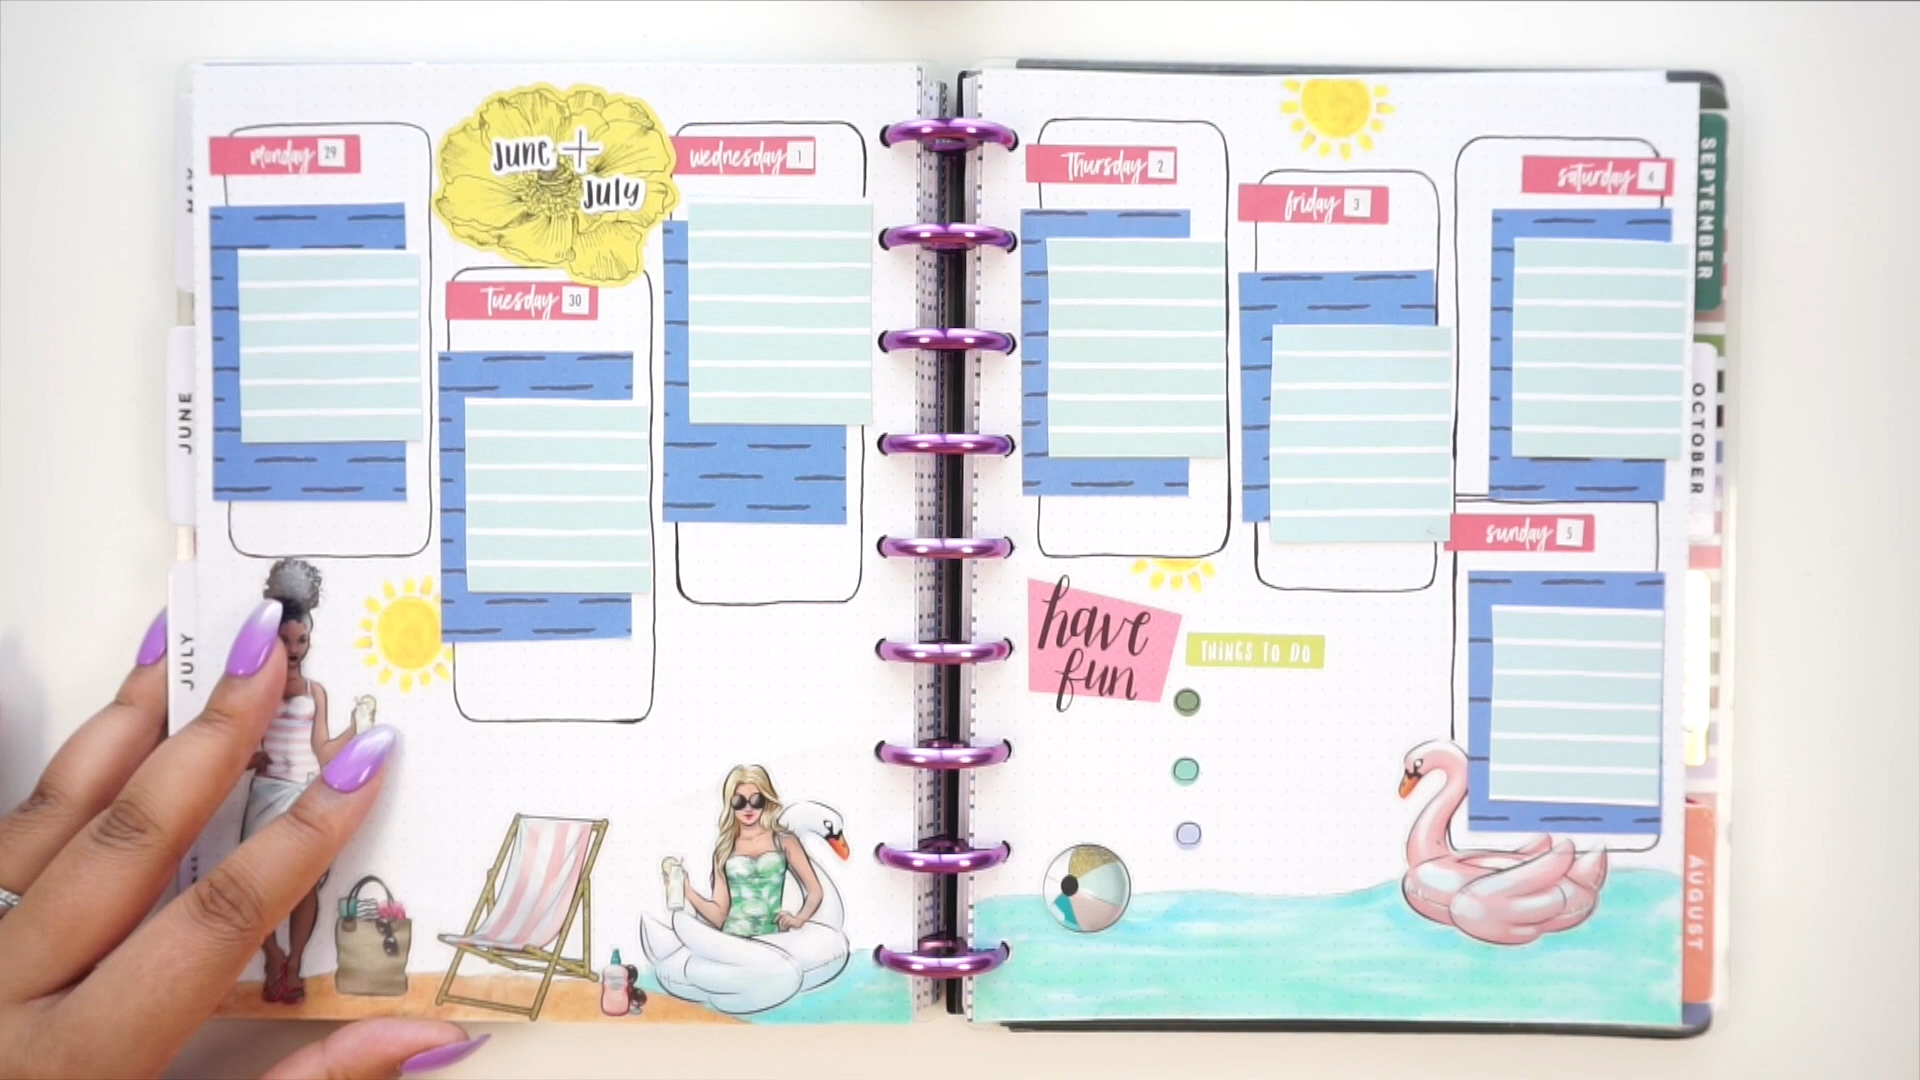 monday 29
june +
july
Tuesday 30
wednesday 1
Thursday 2
friday 3
saturday 4
sunday 5
have
fun
THINGS TO DO
MAY
JUNE
JULY
SEPTEMBER
OCTOBER
AUGUST